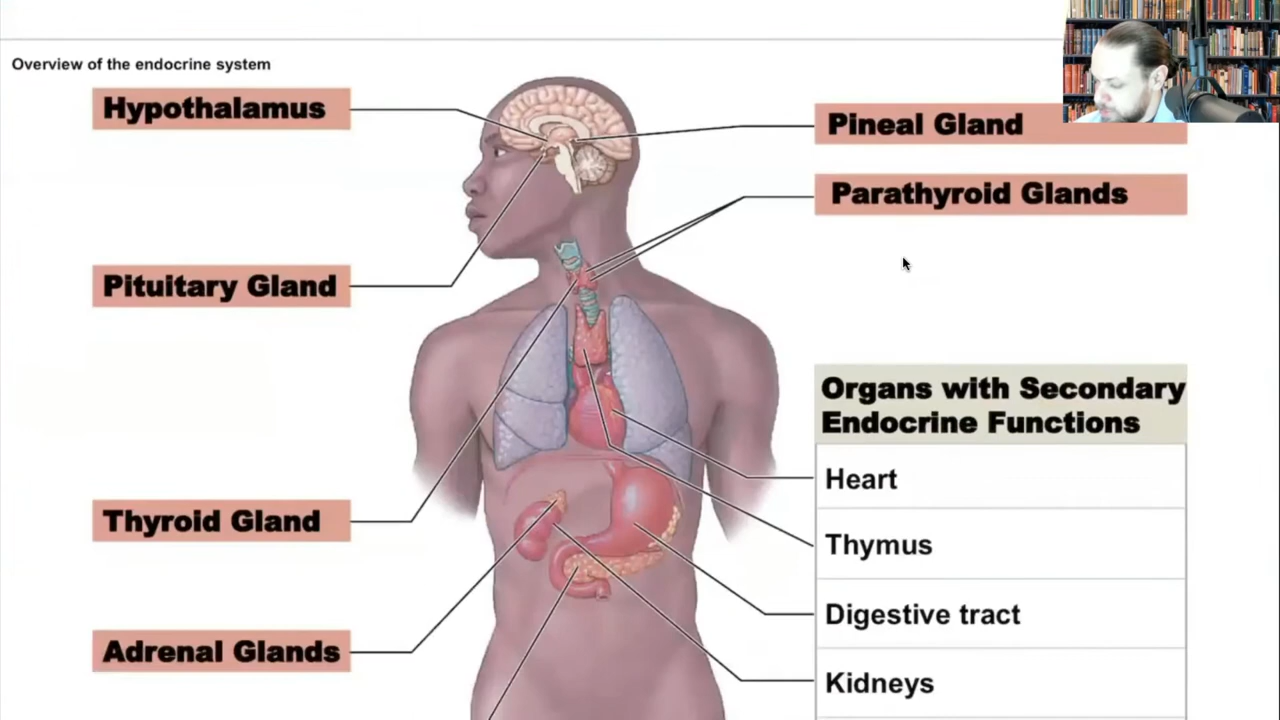 Overview of the endocrine system
Hypothalamus
Pituitary Gland
Thyroid Gland
Adrenal Glands
Pineal Gland
Parathyroid Glands
Organs with Secondary
Endocrine Functions
Heart
Thymus
Digestive tract
Kidneys